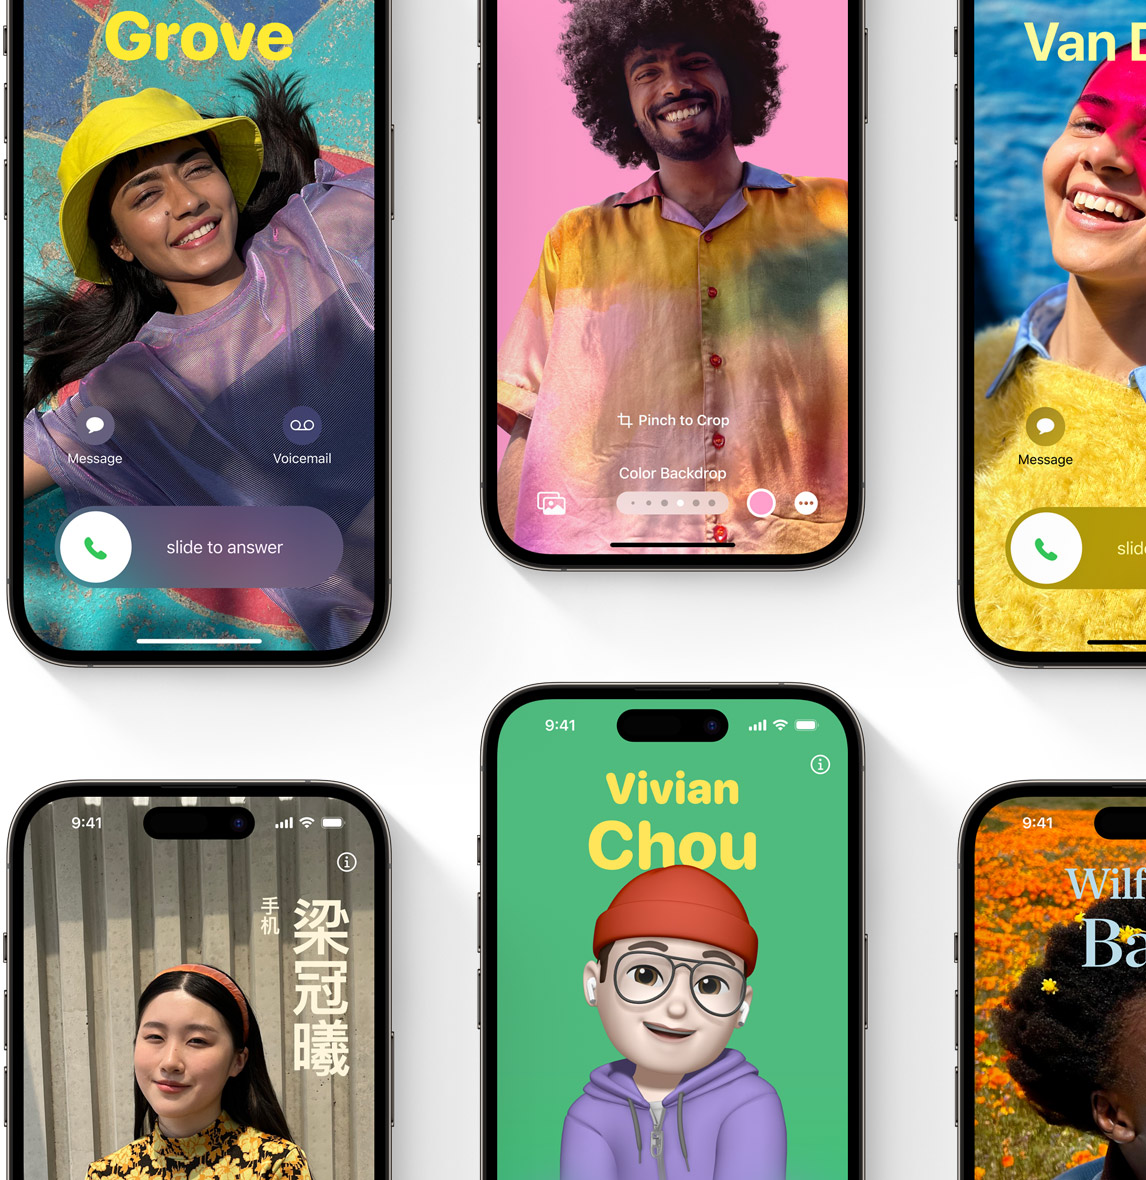 Grove
Message
Voicemail
slide to answer
Pinch to Crop
Color Backdrop
Van D
Message
slide
9:41
手机
梁冠曦
9:41
Vivian
Chou
9:41
Wilf
Ba